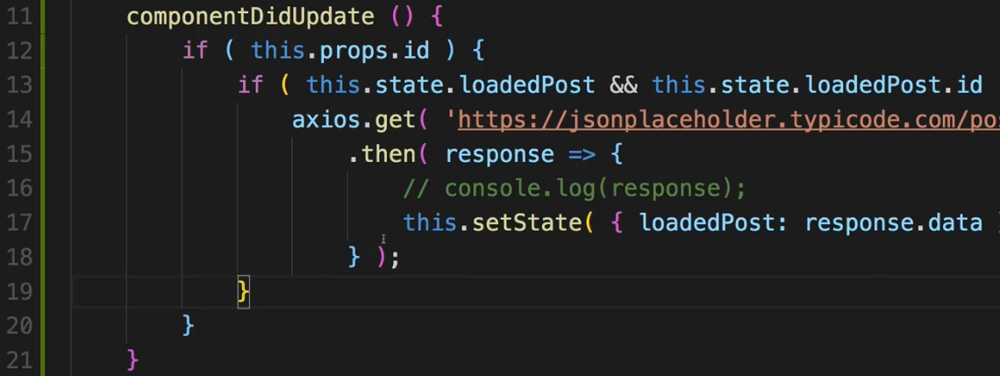 11 componentDidUpdate () {
12 if ( this.props.id ) {
13 if ( this.state.loadedPost && this.state.loadedPost.id
14 axios.get( 'https://jsonplaceholder.typicode.com/pos
15 .then( response => {
16 // console.log(response);
17 this.setState( { loadedPost: response.data
18 } );
19 }
20 }
21 }